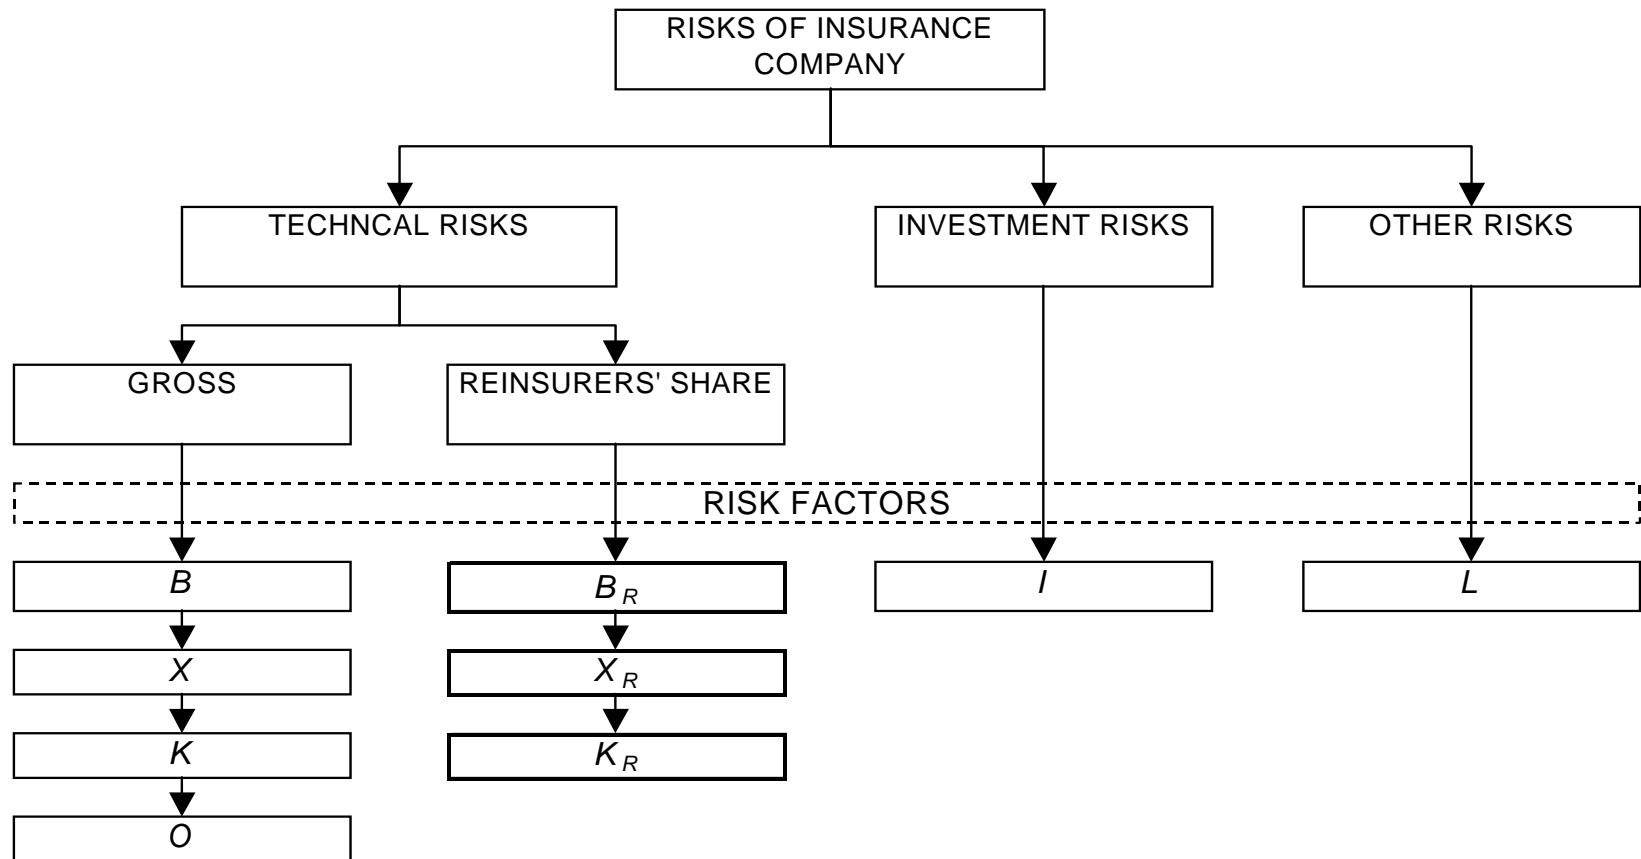 RISKS OF INSURANCE
COMPANY
TECHNCAL RISKS
INVESTMENT RISKS
OTHER RISKS
GROSS
REINSURERS' SHARE
RISK FACTORS
B
B R
I
L
X
X R
K
K R
O